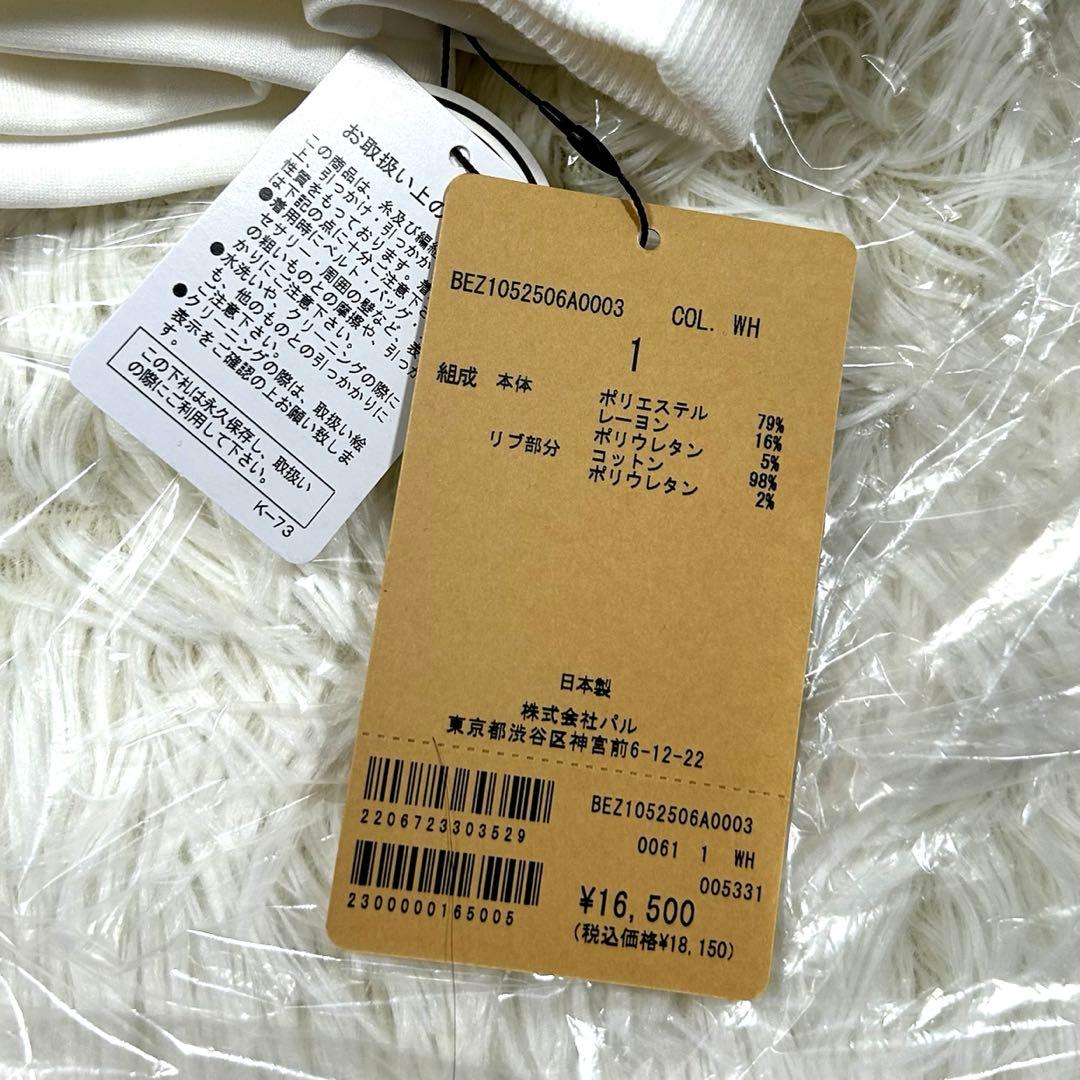 お取扱い上の
この商品は、糸及び編組
上、引っかけ・引っかか
性質をもっております。着
は下記の点に十分ご注意下
●着用時にベルト・バッグ・
セサリー・周囲の壁など、表
の粗いものとの摩擦や、引っか
かりにご注意下さい。
●水洗いや、クリーニングの際に
も、他のものとの引っかかりに
ご注意下さい。
●クリーニングの際は、取扱い絵
表示をご確認の上お願い致しま
す。
この下札は永久保存し、取扱い
の際にご利用して下さい。
K-73
BEZ1052506A0003 COL. WH
1
組成 本体 ポリエステル 79%
レーヨン 16%
ポリウレタン 5%
リブ部分 コットン 98%
ポリウレタン 2%
日本製
株式会社パル
東京都渋谷区神宮前6-12-22
2206723303529
2300000165005
BEZ1052506A0003
0061 1 WH
005331
¥16,500
(税込価格¥18,150)